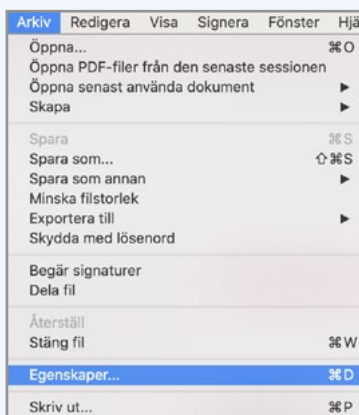 Arkiv Redigera Visa Signera Fönster
Öppna... ⌘O
Öppna PDF-filer från den senaste sessionen
Öppna senast använda dokument ▶
Skapa ▶
Spara ⌘S
Spara som... ⇧⌘S
Spara som annan ▶
Minska filstorlek
Exportera till ▶
Skydda med lösenord
Begär signaturer
Dela fil
Återställ
Stäng fil ⌘W
Egenskaper... ⌘D
Skriv ut... ⌘P